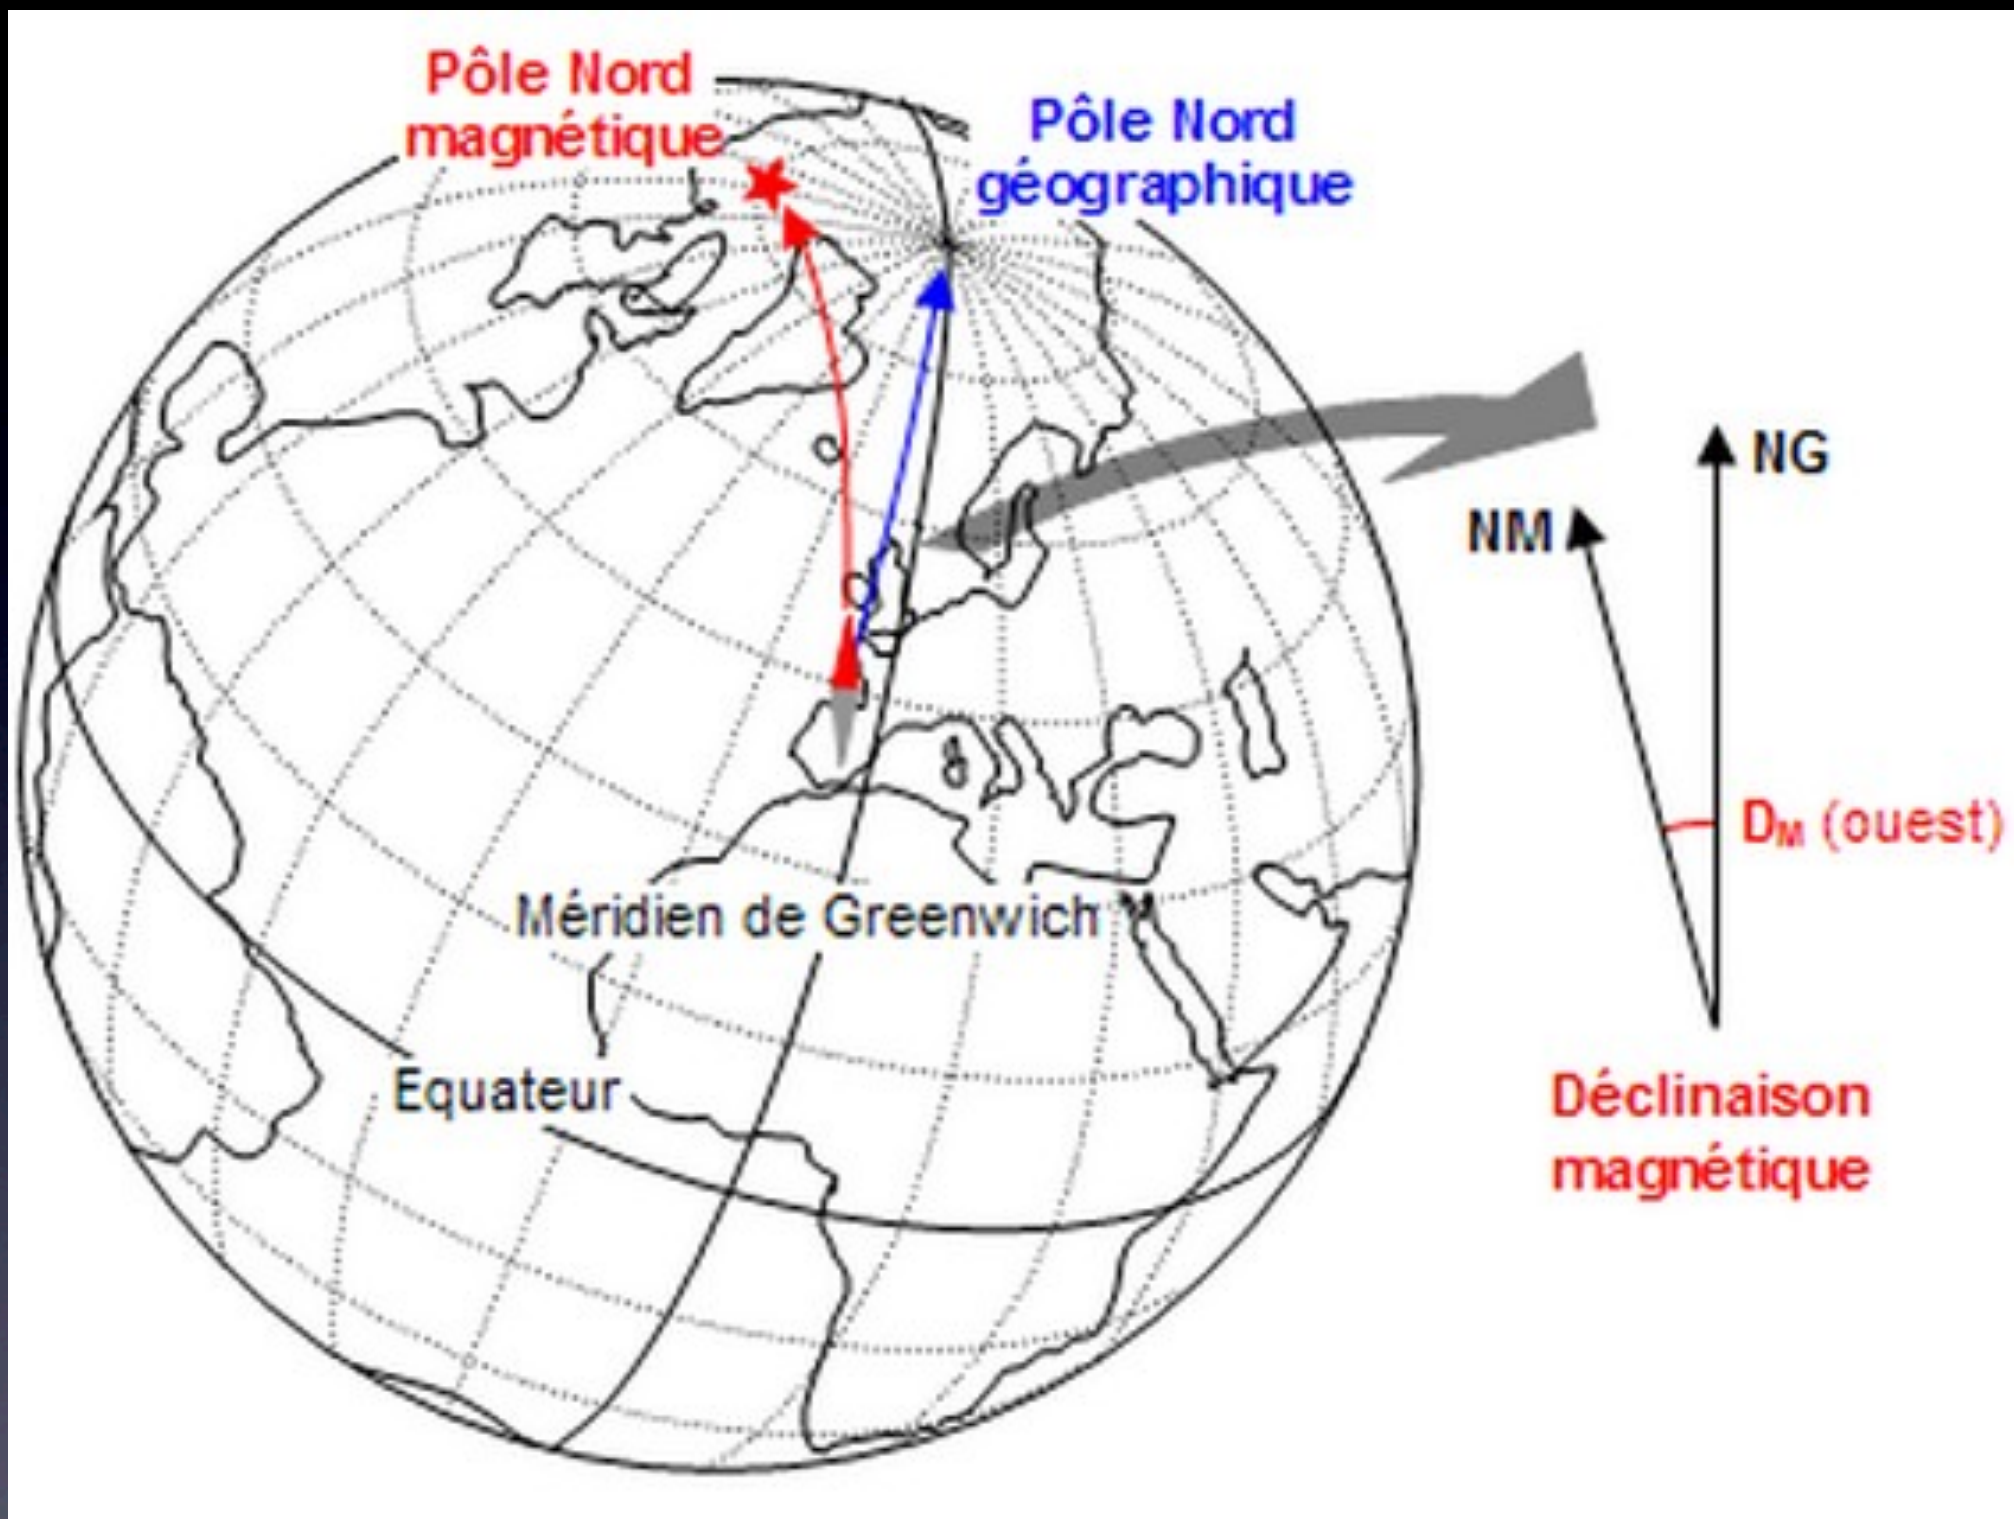 Pôle Nord
magnétique
Pôle Nord
géographique
NG
NM
DM (ouest)
Méridien de Greenwich
Equateur
Déclinaison
magnétique